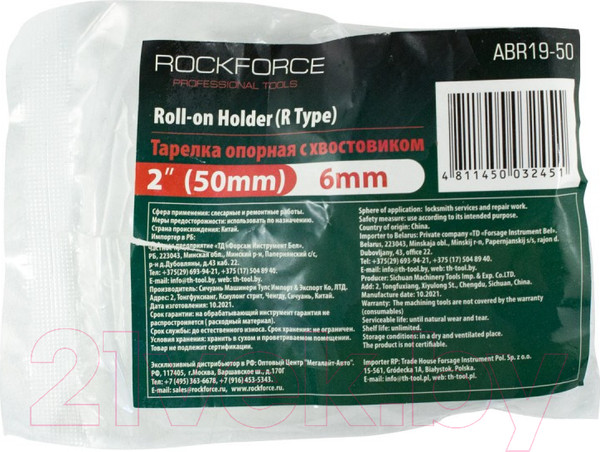 ROCKFORCE
PROFESSIONAL TOOLS
ABR19-50
Roll-on Holder (R Type)
Тарелка опорная с хвостовиком
2” (50mm) 6mm
4 811450 032451
Сфера применения: слесарные и ремонтные работы.
Меры предосторожности: использовать по назначению.
Страна происхождения: Китай.
Импортер в РБ:
Частное предприятие «ТД «Форсаж Инструмент Бел».
РБ, 223043, Минская обл., Минский р-н, Папернянский с/с,
р-н д.Дубовляны, 43 каб. 22.
Тел: +375(29) 693-94-21, +375 (17) 504 89 40.
E-mail: info@th-tool.by, web: th-tool.by.
Производитель: Сичуан Машинери Тулс Импорт & Экспорт Ко, ЛТД.
Адрес: 2, Тонгфуксианг, Ксиулонг стрит, Ченгду, Сичуань, Китай.
Дата изготовления: 10.2021.
Срок гарантии: на обрабатывающий инструмент гарантия не
распространяется ( расходный материал).
Срок службы: до естественного износа. Срок хранения: не ограничен.
Условия хранения: хранить в сухом и проветриваемом помещении.
Товар не подлежит сертификации.
Эксклюзивный дистрибьютор в РФ: Оптовый Центр "Мегалайт-Авто".
РФ, 117405, г.Москва, Варшавское ш., д.170Г
Тел: +7 (495) 363-6678, +7 (916) 453-5343.
E-mail: sales@rockforce.ru, www.rockforce.ru
Sphere of application: locksmith services and repair work.
Safety measure: use according to its intended purpose.
Country of origin: China.
Importer to Belarus: Private company «TD «Forsage Instrument Bel».
Belarus, 223043, Minskaja obl., Minskij r-n, Papernjanskij s/s, rajon d.
Dubovljany, 43, office 22.
Tel: +375(29) 693-94-21, +375 (17) 504 89 40.
E-mail: info@th-tool.by, web: th-tool.by.
Producer: Sichuan Machinery Tools Imp. & Exp. Co.LTD.
Add: 2, Tongfuxiang, Xiyulong St., Chengdu, Sichuan, China.
Manufacture date: 10.2021.
Warranty: The machining tools are not covered by the warranty
(consumables)
Serviceable life: until natural wear and tear.
Shelf life: unlimited.
Storage conditions: in a dry and ventilated place.
The product is not certificable.
Importer RP: Trade House Forsage Instrument Pol Sp. z o.o.
15-561, Gródecka 1A, Białystok, Polska
E-mail: info@th-tool.pl, web: th-tool.pl
21vek.by